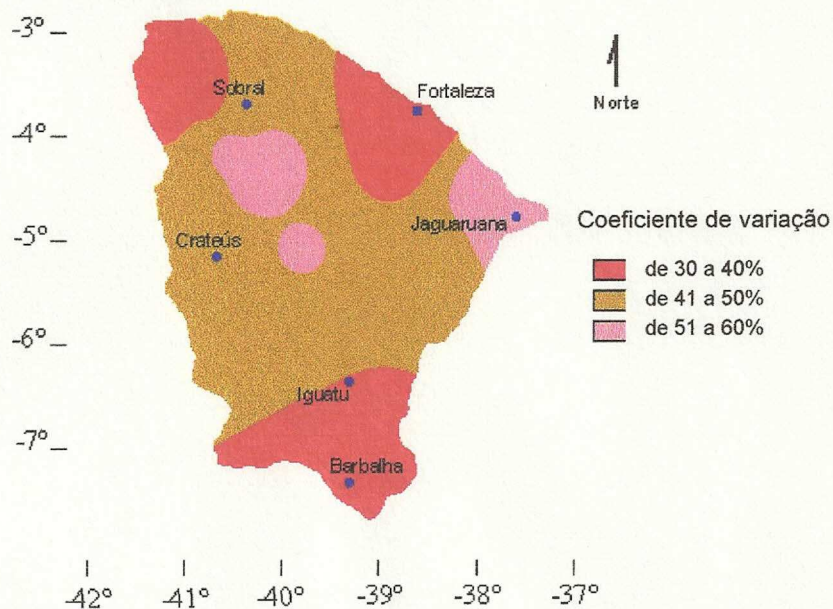 -3°
-4°
-5°
-6°
-7°
Sobral
Fortaleza
Jaguaruana
Crateús
Iguatu
Barbalha
Norte
Coeficiente de variação
de 30 a 40%
de 41 a 50%
de 51 a 60%
-42°
-41°
-40°
-39°
-38°
-37°